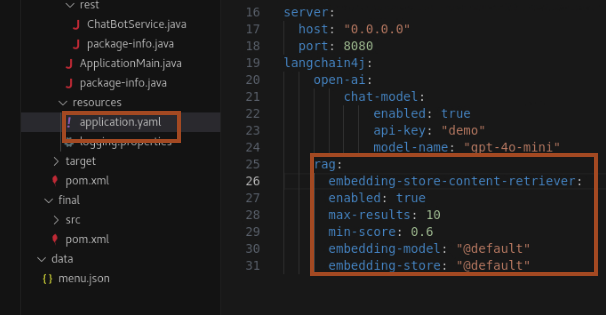 rest
ChatBotService.java
package-info.java
ApplicationMain.java
package-info.java
resources
application.yaml
logging.properties
target
pom.xml
final
src
pom.xml
data
menu.json
16 server:
17   host: "0.0.0.0"
18   port: 8080
19 langchain4j:
20     open-ai:
21         chat-model:
22             enabled: true
23             api-key: "demo"
24             model-name: "gpt-4o-mini"
25     rag:
26       embedding-store-content-retriever:
27       enabled: true
28       max-results: 10
29       min-score: 0.6
30       embedding-model: "@default"
31       embedding-store: "@default"